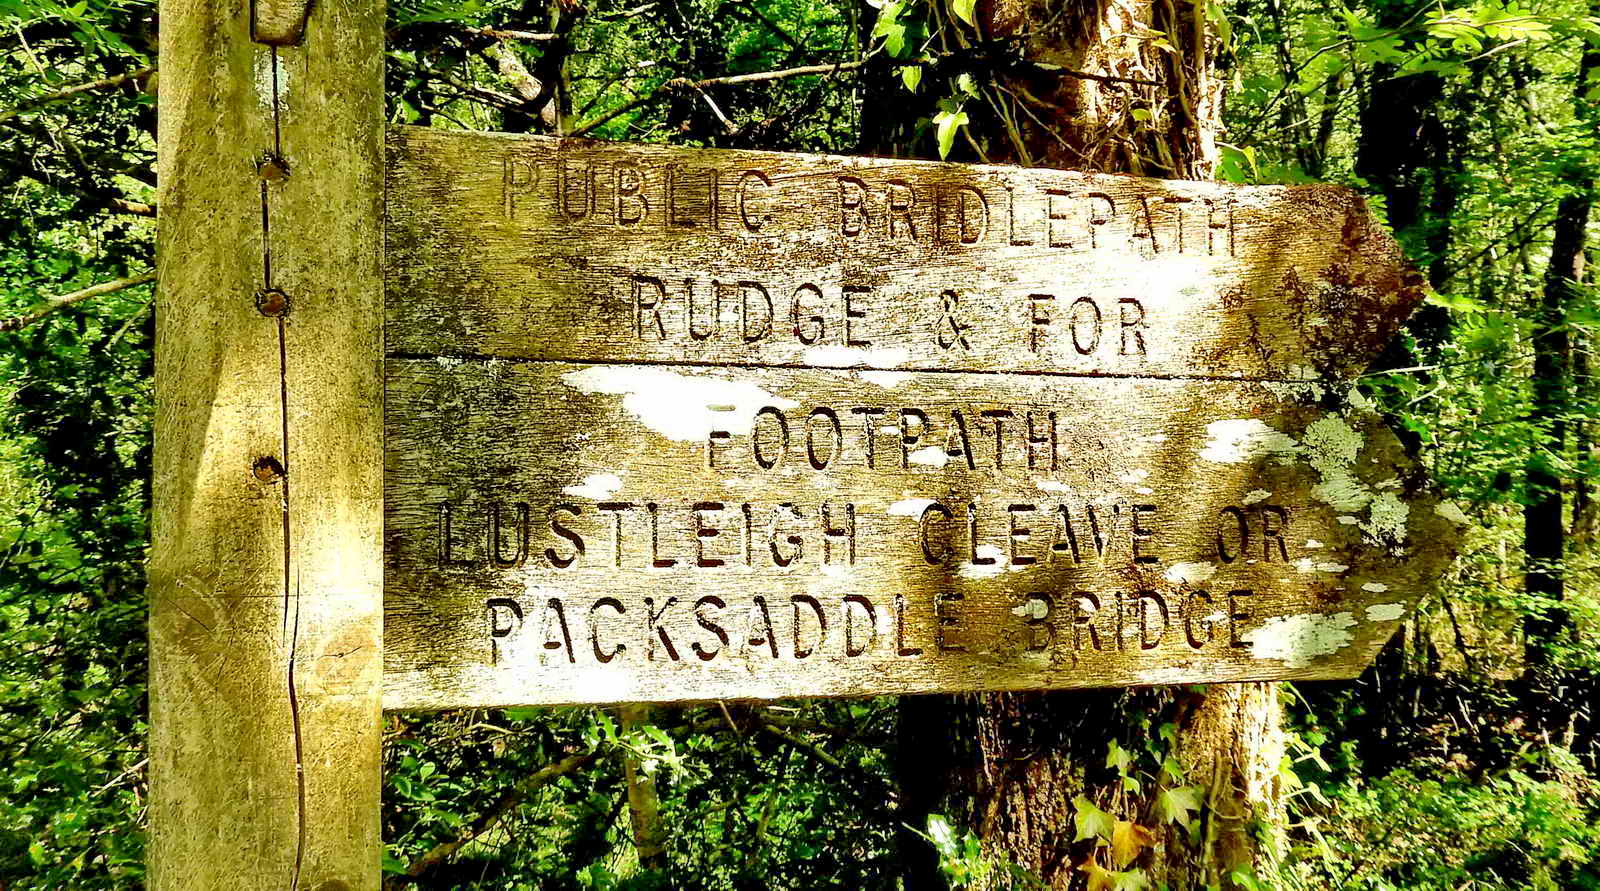 PUBLIC BRIDLEPATH
RUDGE & FOR
FOOTPATH
LUSTLEIGH CLEAVE OR
PACKSADDLE BRIDGE